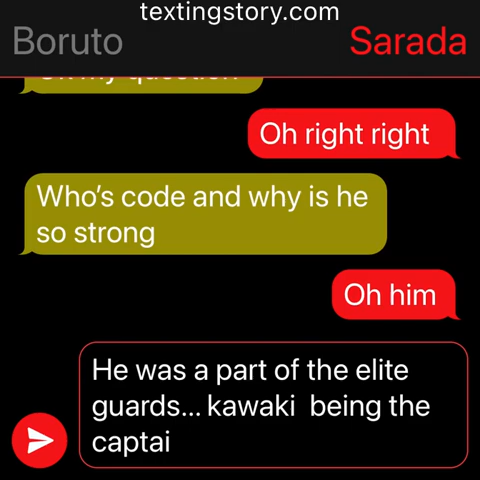 textingstory.com
Boruto Sarada
Oh right right
Who's code and why is he
so strong
Oh him
He was a part of the elite
guards... kawaki being the
captai